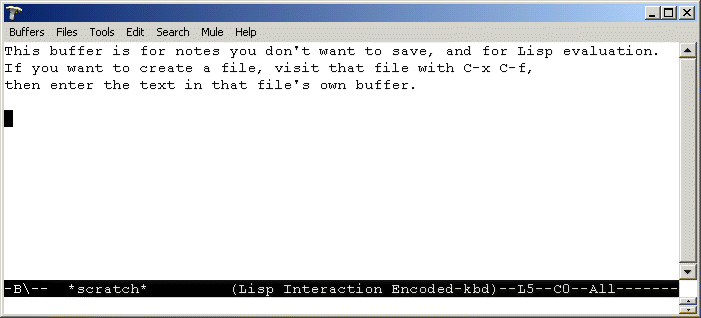 Buffers Files Tools Edit Search Mule Help
This buffer is for notes you don't want to save, and for Lisp evaluation.
If you want to create a file, visit that file with C-x C-f,
then enter the text in that file's own buffer.
-B\--  *scratch*          (Lisp Interaction Encoded-kbd)--L5--C0--All-------